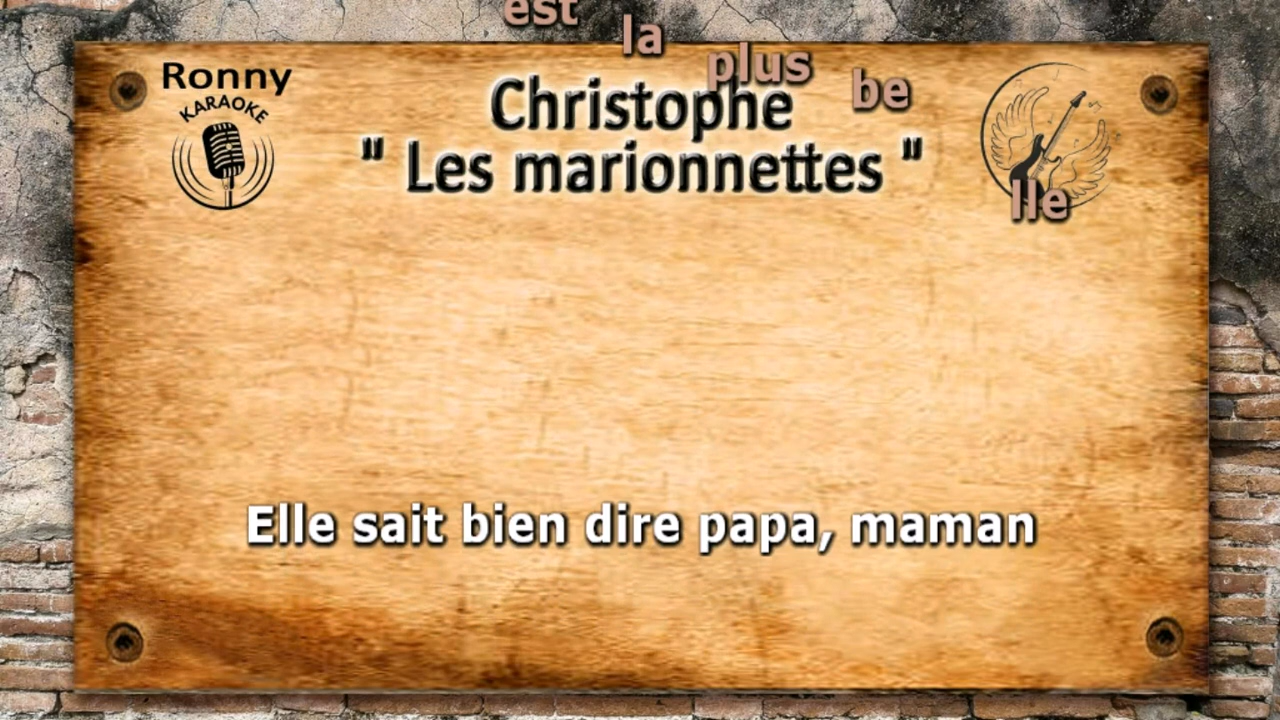 est
la
plus
be
lle
Ronny
KARAOKE
Christophe
" Les marionnettes "
Elle sait bien dire papa, maman